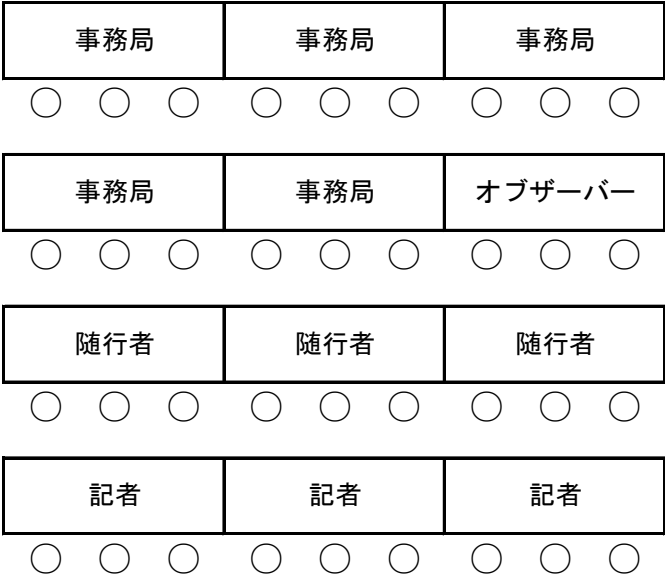 事務局 事務局 事務局
○ ○ ○ ○ ○ ○ ○ ○ ○
事務局 事務局 オブザーバー
○ ○ ○ ○ ○ ○ ○ ○ ○
随行者 随行者 随行者
○ ○ ○ ○ ○ ○ ○ ○ ○
記者 記者 記者
○ ○ ○ ○ ○ ○ ○ ○ ○